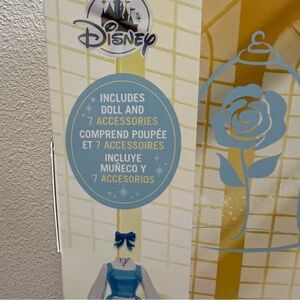 Disney
INCLUDES
DOLL AND
7 ACCESSORIES
COMPREND POUPÉE
ET 7 ACCESSOIRES
INCLUYE
MUÑECO Y
7 ACCESORIOS